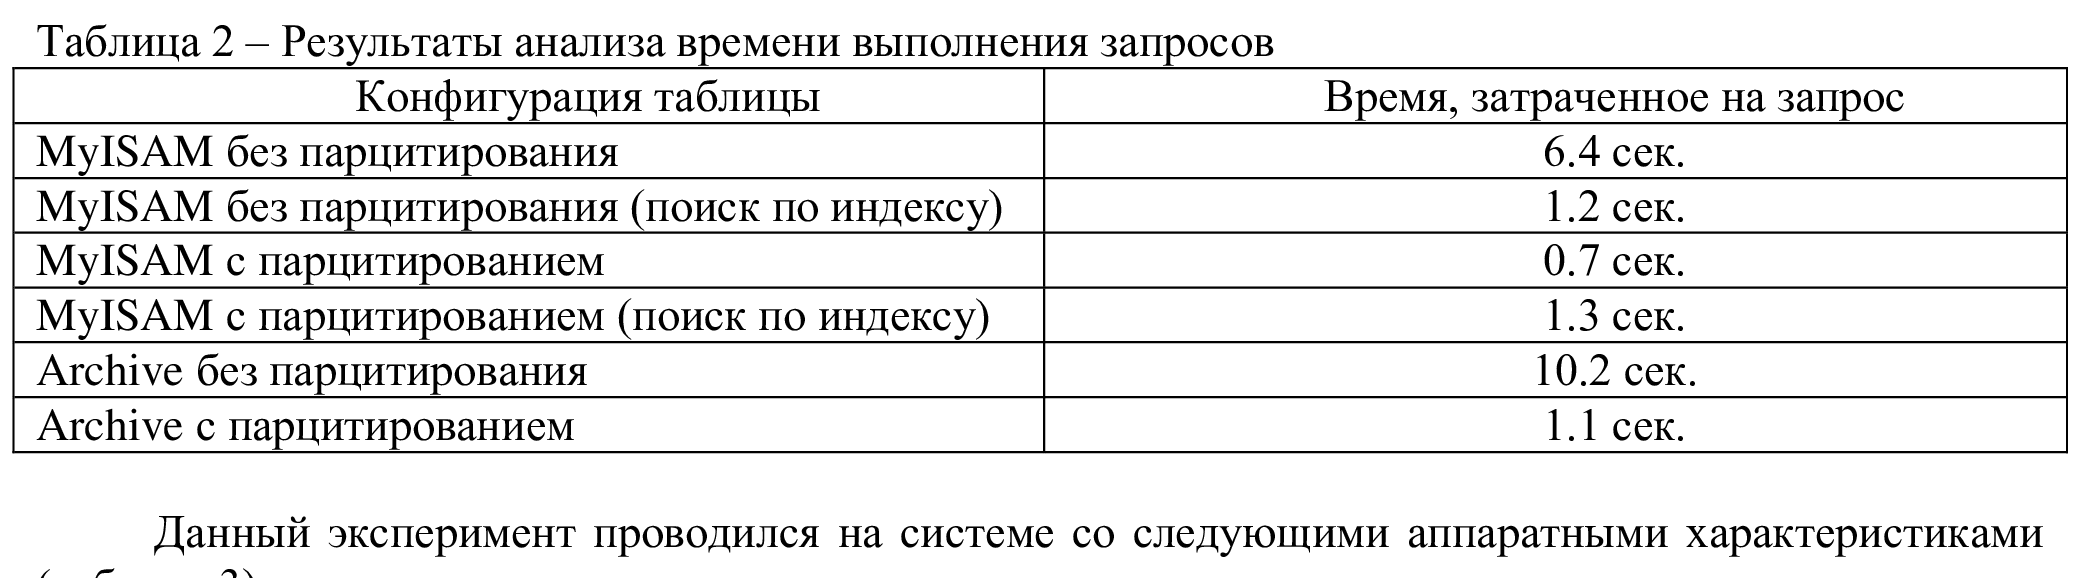 Таблица 2 – Результаты анализа времени выполнения запросов
Конфигурация таблицы Время, затраченное на запрос
MyISAM без парцитирования 6.4 сек.
MyISAM без парцитирования (поиск по индексу) 1.2 сек.
MyISAM с парцитированием 0.7 сек.
MyISAM с парцитированием (поиск по индексу) 1.3 сек.
Archive без парцитирования 10.2 сек.
Archive с парцитированием 1.1 сек.
Данный эксперимент проводился на системе со следующими аппаратными характеристиками